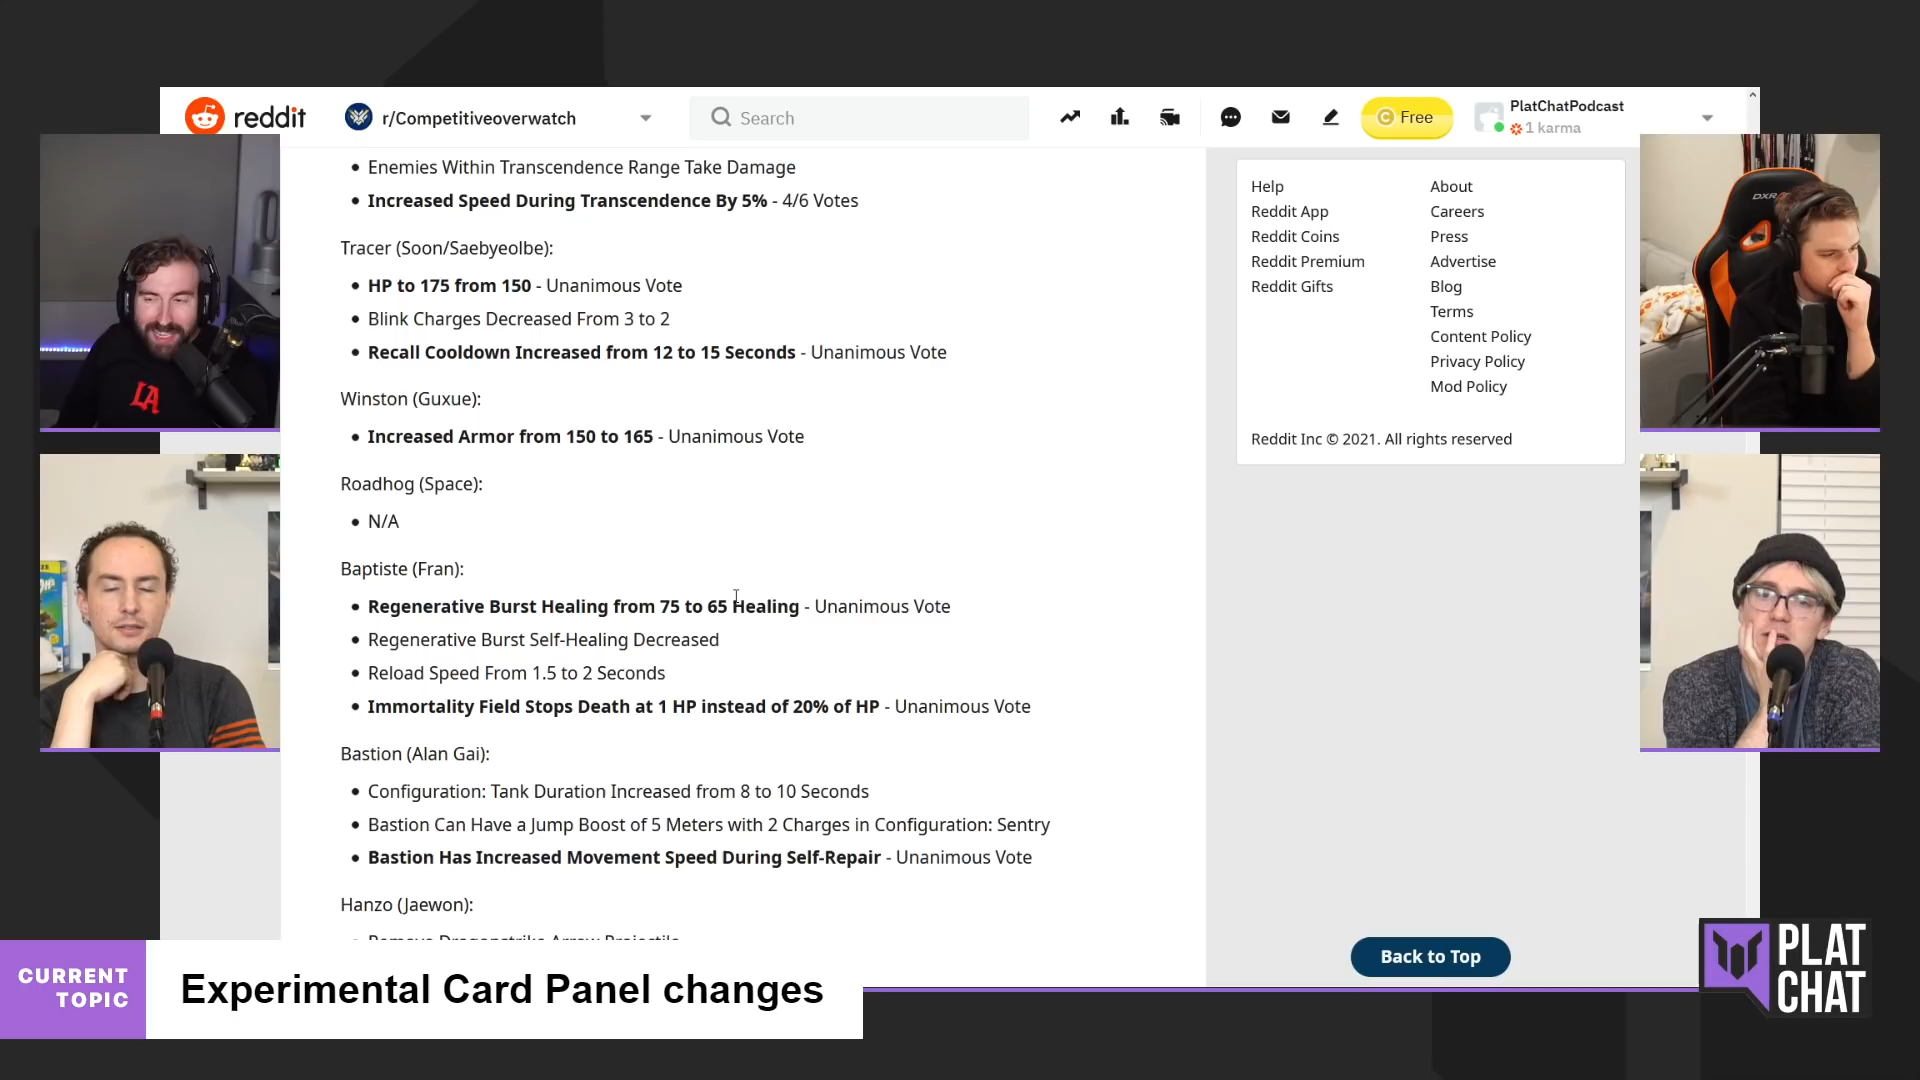 reddit
r/Competitiveoverwatch
Search
Free
PlatChatPodcast
1 karma
Enemies Within Transcendence Range Take Damage
Increased Speed During Transcendence By 5% - 4/6 Votes
Tracer (Soon/Saebyeolbe):
HP to 175 from 150 - Unanimous Vote
Blink Charges Decreased From 3 to 2
Recall Cooldown Increased from 12 to 15 Seconds - Unanimous Vote
Winston (Guxue):
Increased Armor from 150 to 165 - Unanimous Vote
Roadhog (Space):
N/A
Baptiste (Fran):
Regenerative Burst Healing from 75 to 65 Healing - Unanimous Vote
Regenerative Burst Self-Healing Decreased
Reload Speed From 1.5 to 2 Seconds
Immortality Field Stops Death at 1 HP instead of 20% of HP - Unanimous Vote
Bastion (Alan Gai):
Configuration: Tank Duration Increased from 8 to 10 Seconds
Bastion Can Have a Jump Boost of 5 Meters with 2 Charges in Configuration: Sentry
Bastion Has Increased Movement Speed During Self-Repair - Unanimous Vote
Hanzo (Jaewon):
Remove Dragonstrike Arrow Projectile
Help
Reddit App
Reddit Coins
Reddit Premium
Reddit Gifts
About
Careers
Press
Advertise
Blog
Terms
Content Policy
Privacy Policy
Mod Policy
Reddit Inc © 2021. All rights reserved
Back to Top
LA
DXR
CURRENT
TOPIC
Experimental Card Panel changes
PLAT
CHAT